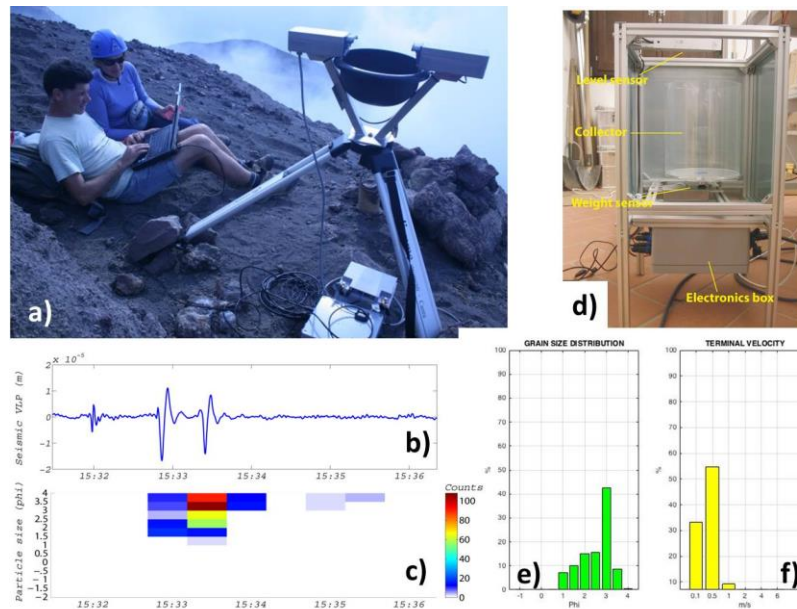 a)
Level sensor
Collector
Weight sensor
Electronics box
d)
2 × 10⁻⁵
Seismic VLP (m)
1
0
-1
-2
15:32 15:33 15:34 15:35 15:36
b)
Particle size (phi)
4
3.5
3
2.5
2
1.5
1
0.5
0
-0.5
-1
-1.5
-2
15:32 15:33 15:34 15:35 15:36
c)
Counts
100
80
60
40
20
0
GRAIN SIZE DISTRIBUTION
%
100
90
80
70
60
50
40
30
20
10
-1 0 1 2 3 4
Phi
e)
TERMINAL VELOCITY
%
100
90
80
70
60
50
40
30
20
10
0.1 0.5 1 2 4 6
m/s
f)